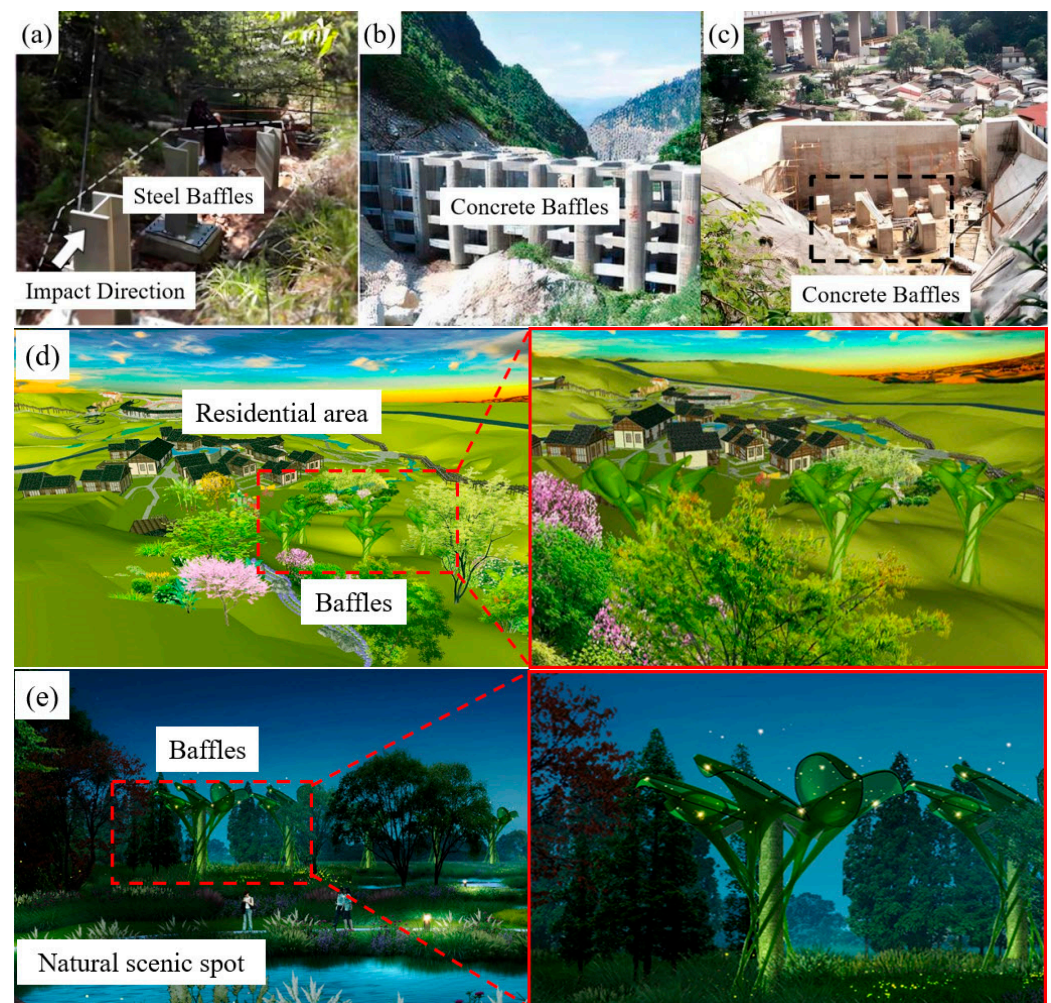 (a)
Steel Baffles
Impact Direction
(b)
Concrete Baffles
(c)
Concrete Baffles
(d)
Residential area
Baffles
(e)
Baffles
Natural scenic spot